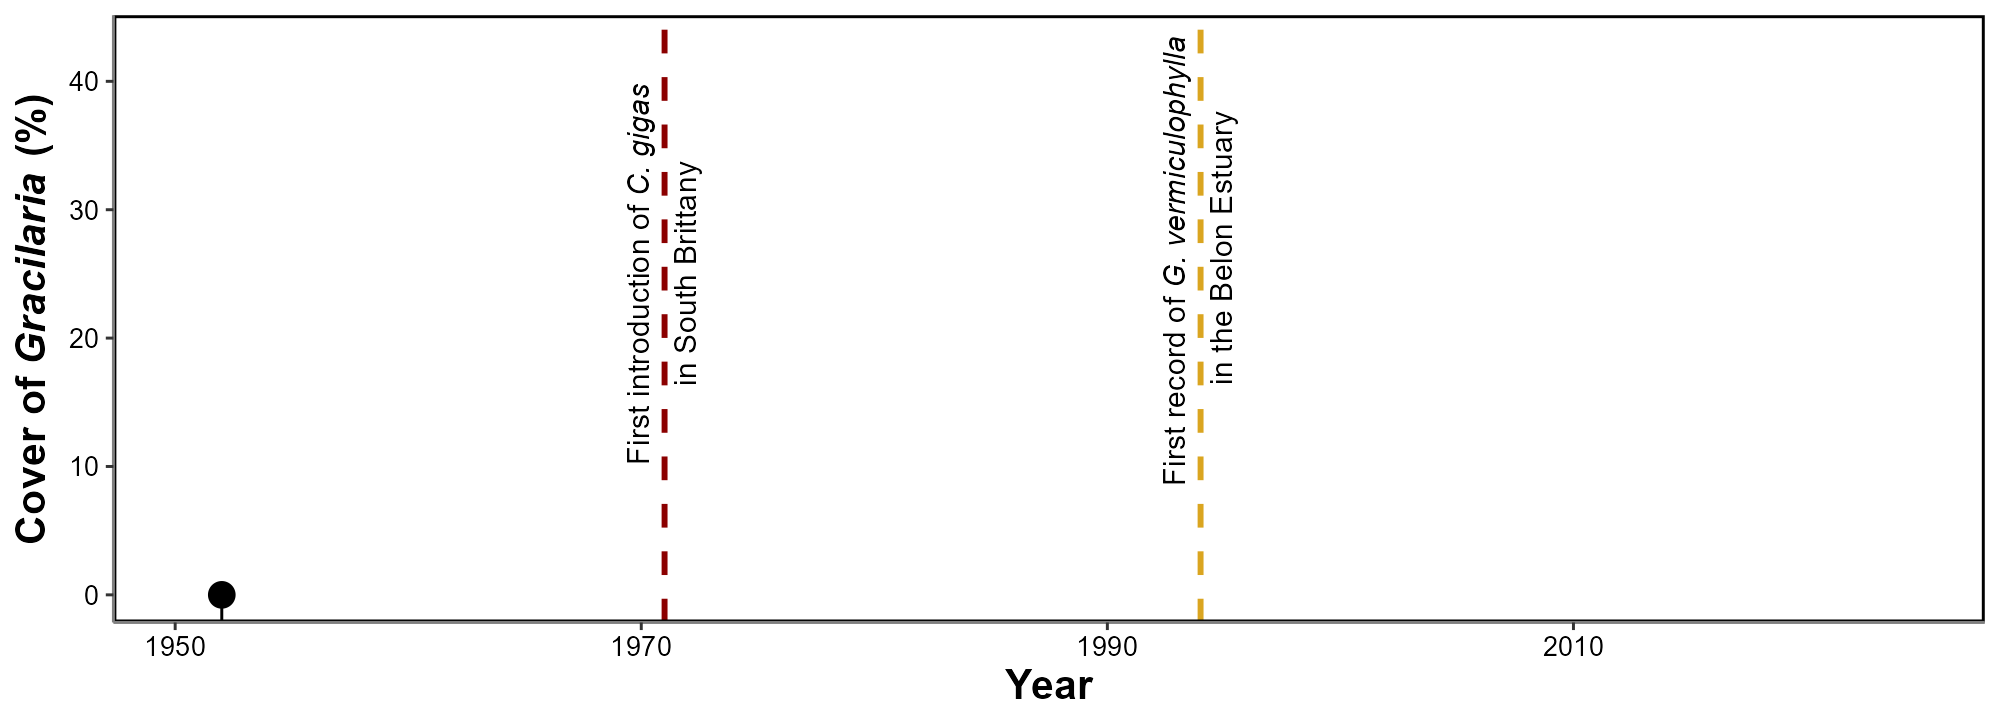 Cover of Gracilaria (%)
40
30
20
10
0
First introduction of C. gigas
in South Brittany
First record of G. vermiculophylla
in the Belon Estuary
1950
1970
1990
2010
Year